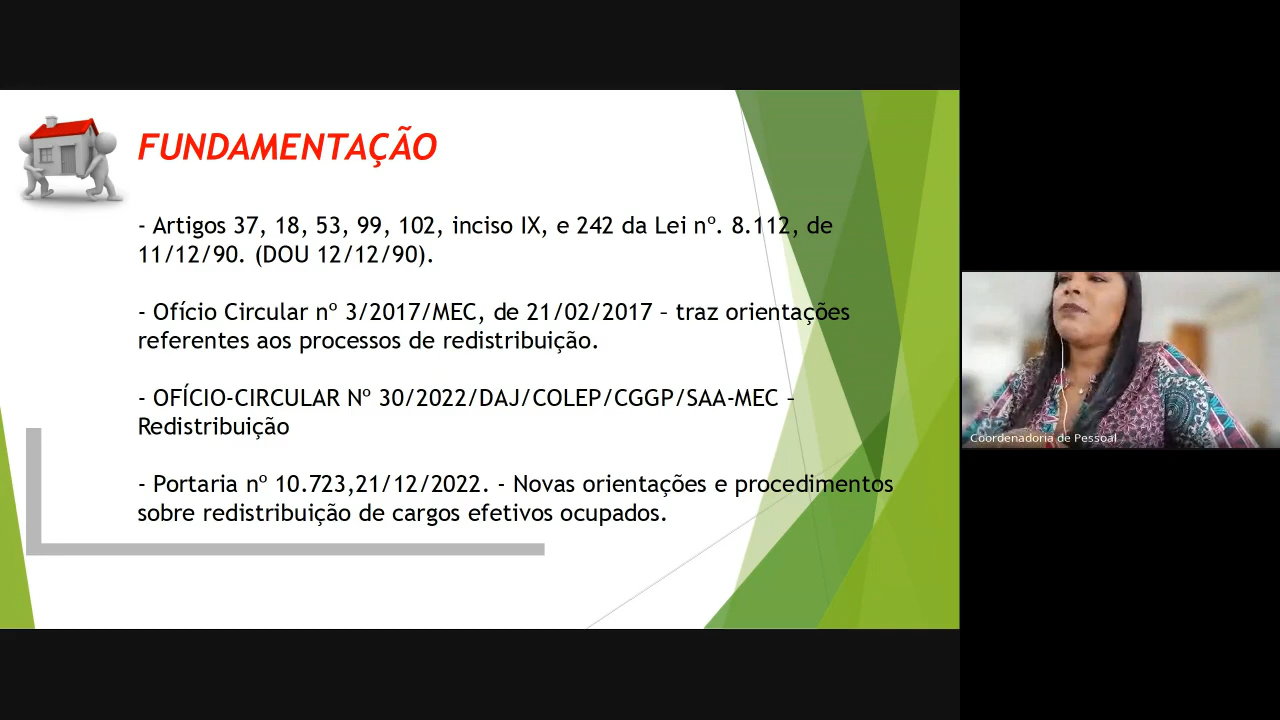 FUNDAMENTAÇÃO
- Artigos 37, 18, 53, 99, 102, inciso IX, e 242 da Lei nº. 8.112, de
11/12/90. (DOU 12/12/90).
- Ofício Circular nº 3/2017/MEC, de 21/02/2017 – traz orientações
referentes aos processos de redistribuição.
- OFÍCIO-CIRCULAR Nº 30/2022/DAJ/COLEP/CGGP/SAA-MEC –
Redistribuição
- Portaria nº 10.723,21/12/2022. - Novas orientações e procedimentos
sobre redistribuição de cargos efetivos ocupados.
Coordenadoria de Pessoal